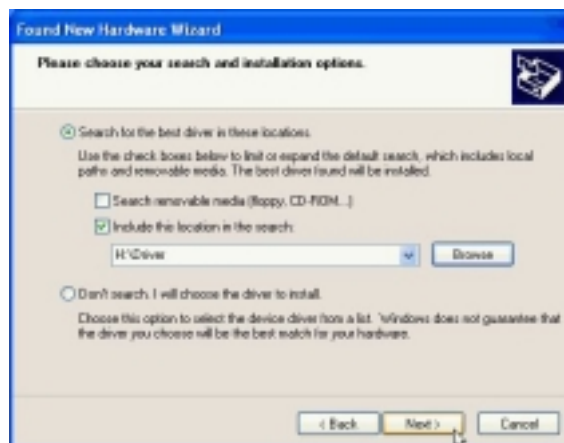 Found New Hardware Wizard
Please choose your search and installation options.
Search for the best driver in these locations.
Use the check boxes below to limit or expand the default search, which includes local
paths and removable media. The best driver found will be installed.
Search removable media (floppy, CD-ROM...)
Include this location in the search:
H:\Driver
Browse
Don't search. I will choose the driver to install.
Choose this option to select the device driver from a list. Windows does not guarantee that
the driver you choose will be the best match for your hardware.
< Back
Next >
Cancel